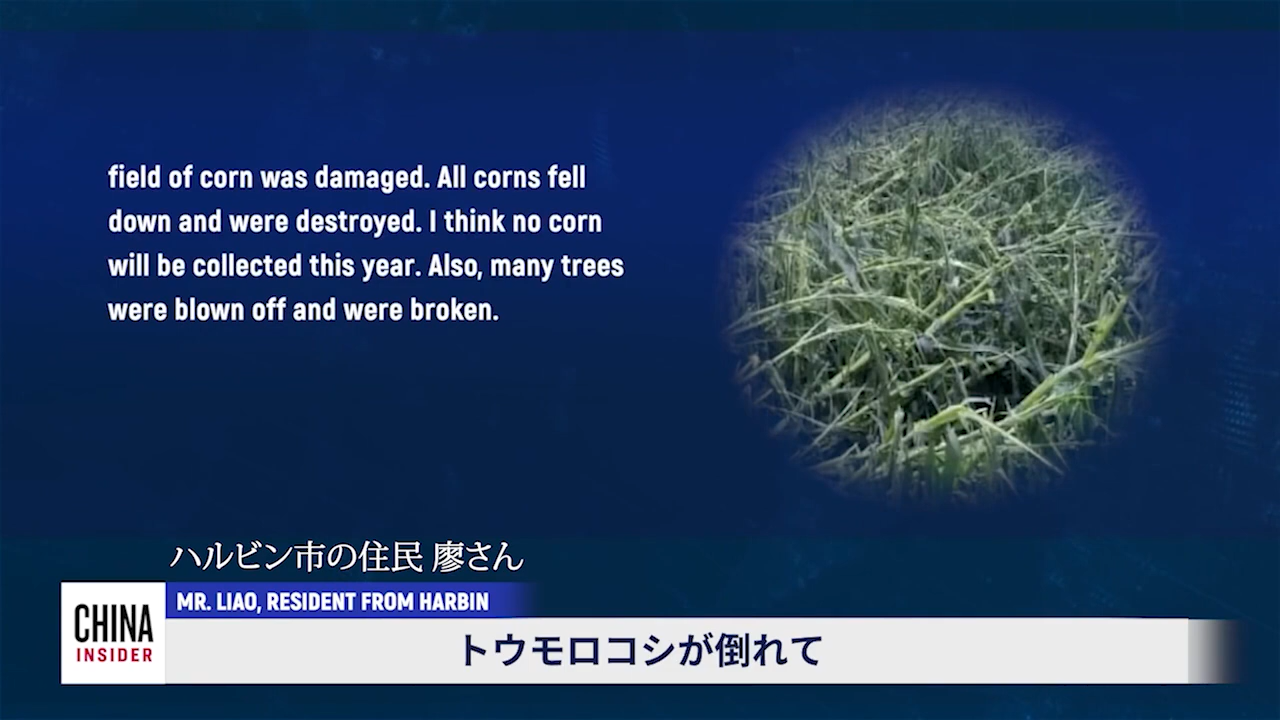 field of corn was damaged. All corns fell
down and were destroyed. I think no corn
will be collected this year. Also, many trees
were blown off and were broken.
ハルビン市の住民 廖さん
MR. LIAO, RESIDENT FROM HARBIN
CHINA
INSIDER
トウモロコシが倒れて